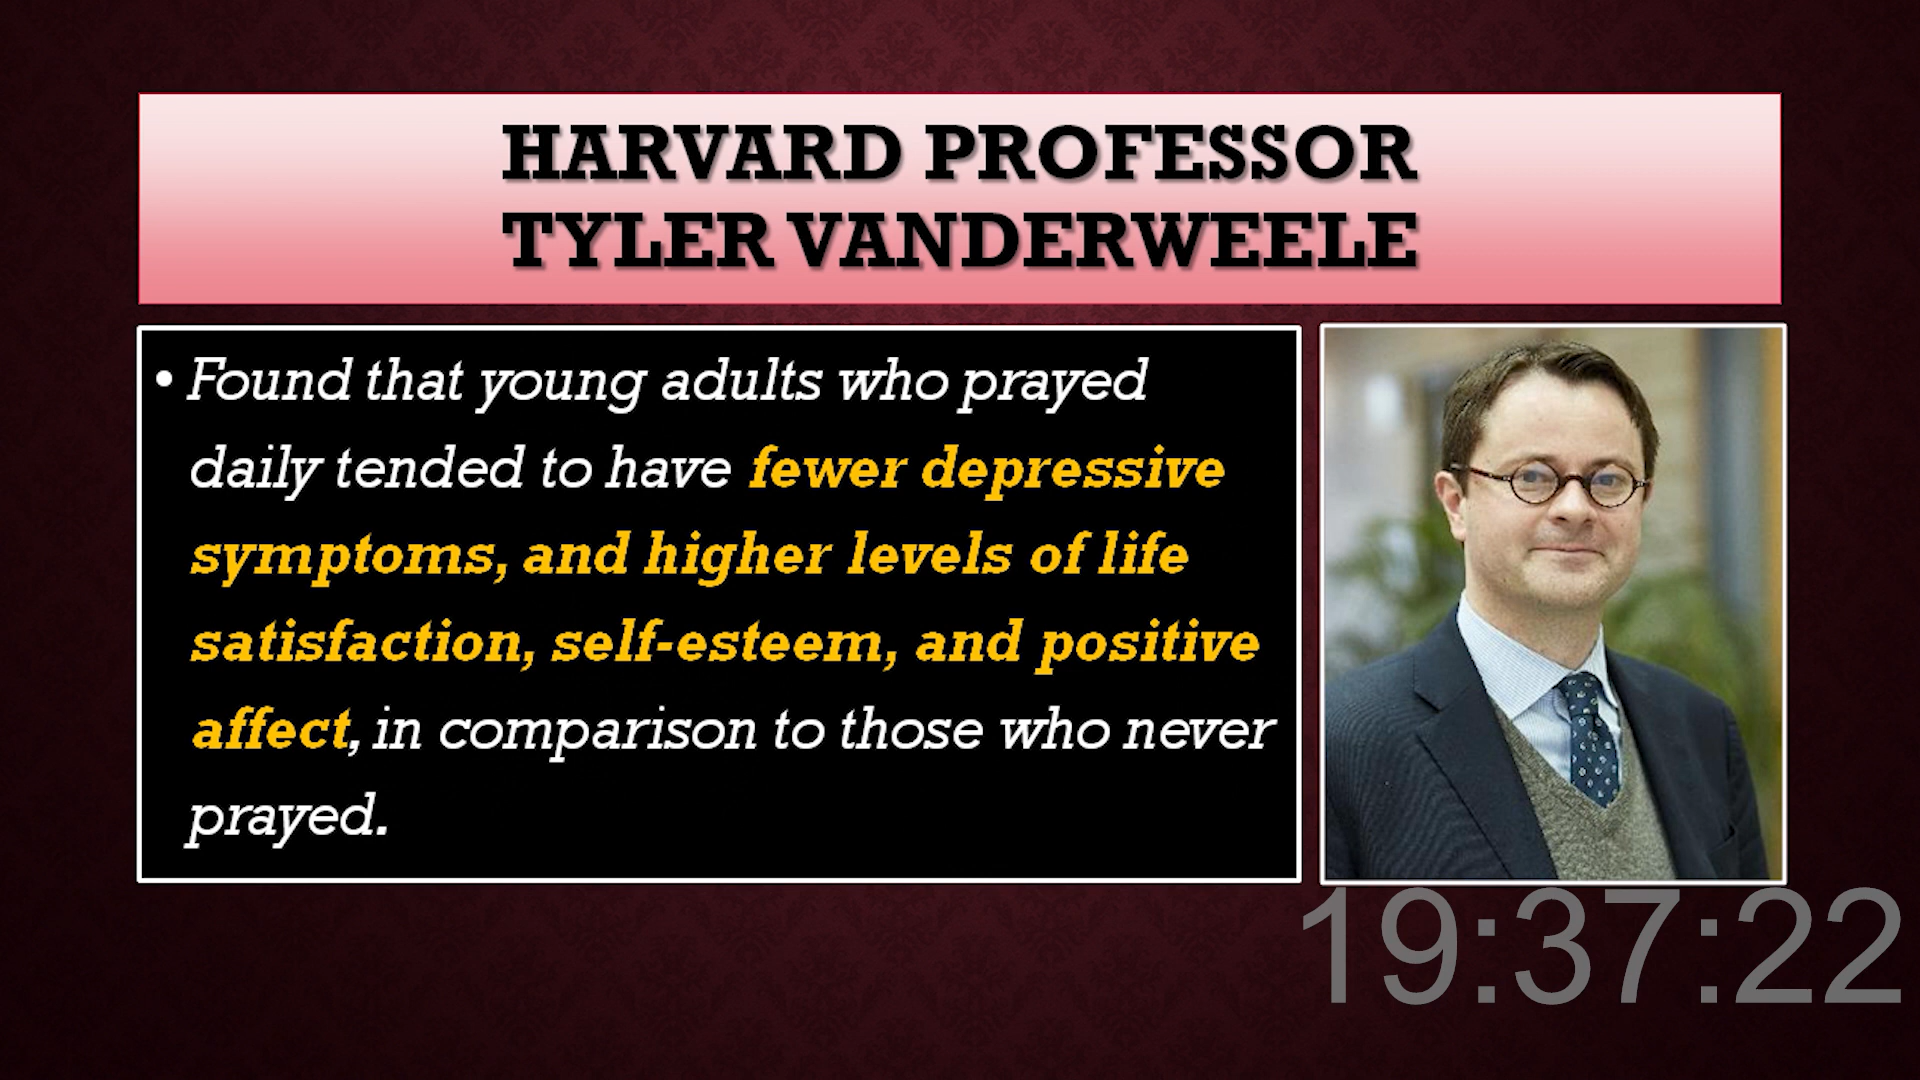 HARVARD PROFESSOR
TYLER VANDERWEELE
• Found that young adults who prayed
daily tended to have fewer depressive
symptoms, and higher levels of life
satisfaction, self-esteem, and positive
affect, in comparison to those who never
prayed.
19:37:22